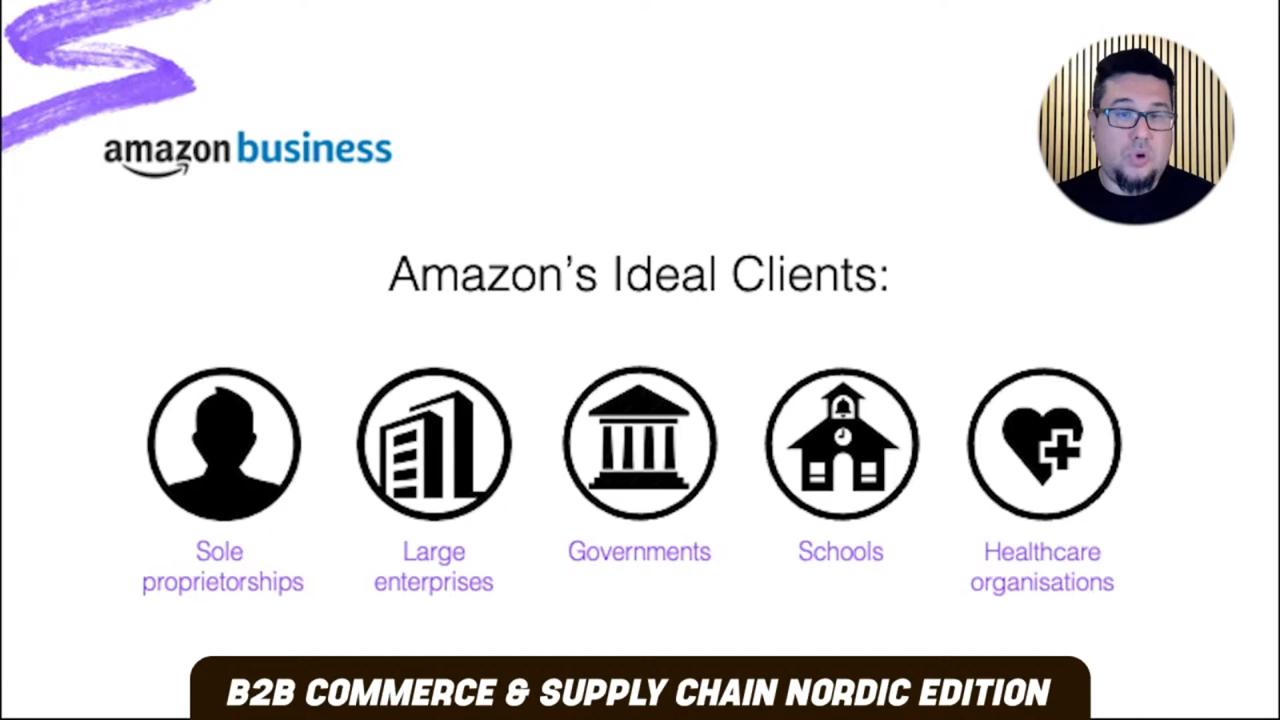 amazon business
Amazon's Ideal Clients:
Sole
proprietorships
Large
enterprises
Governments
Schools
Healthcare
organisations
B2B COMMERCE & SUPPLY CHAIN NORDIC EDITION